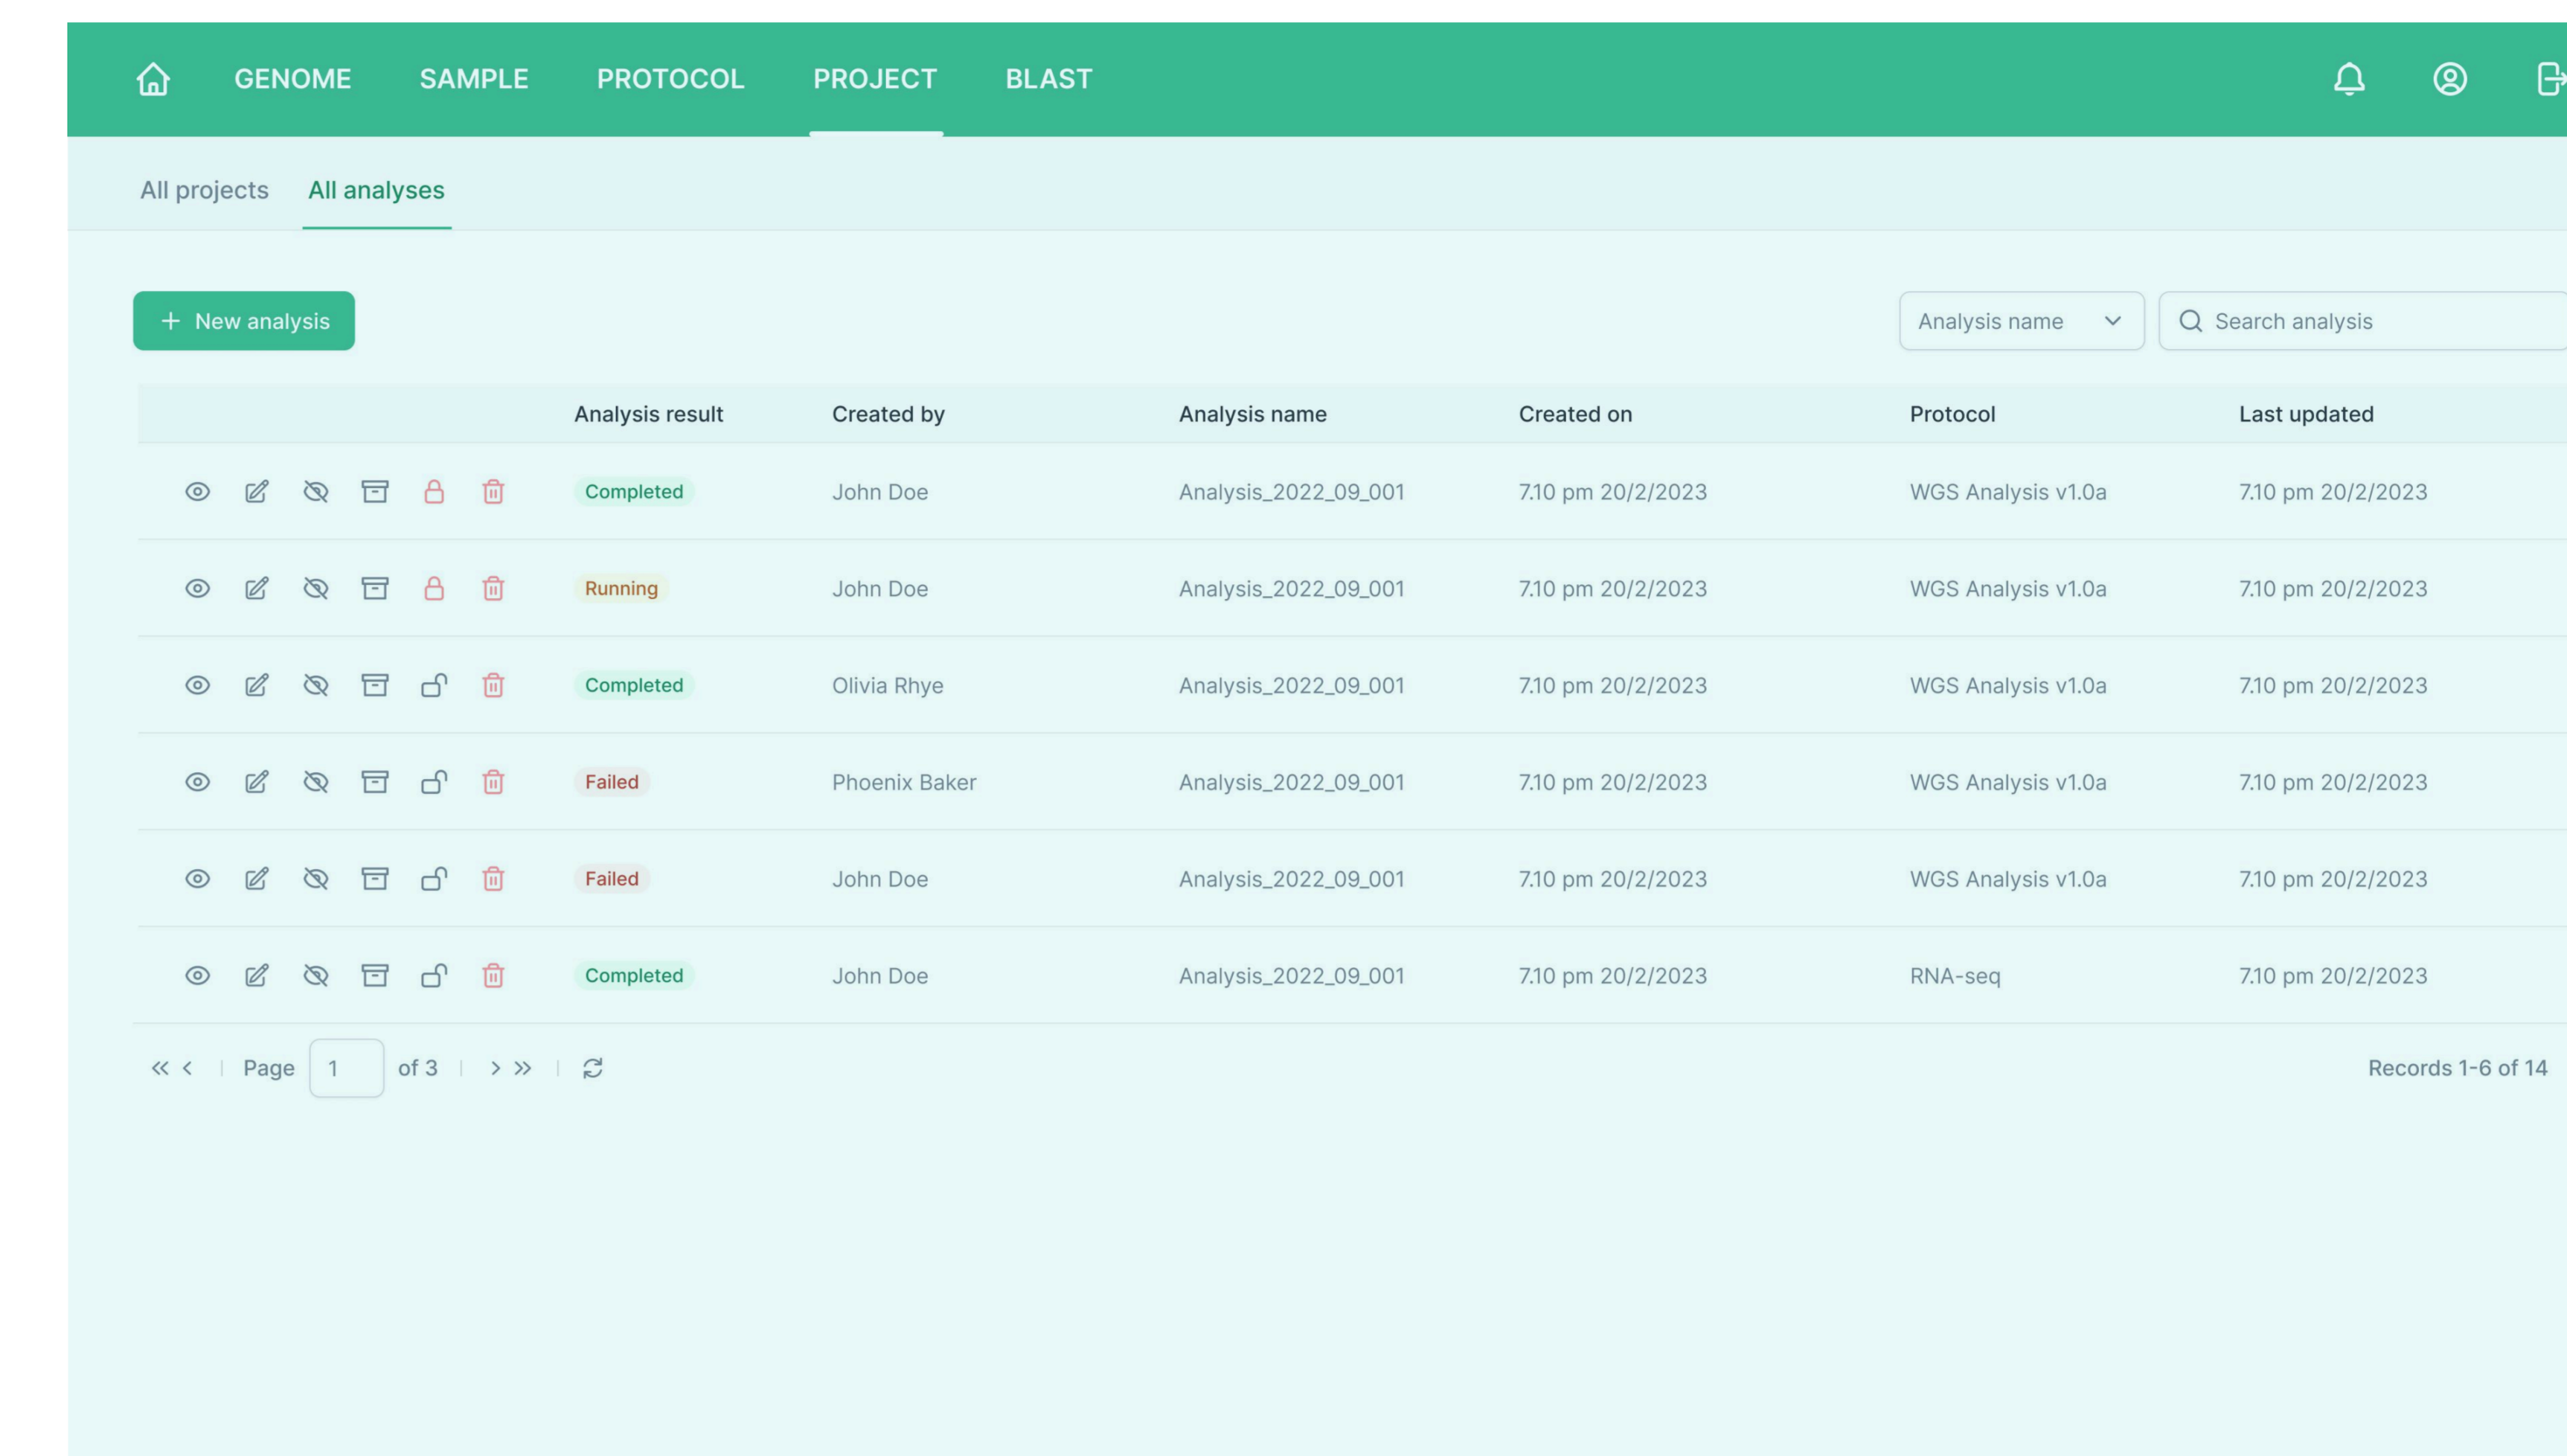 GENOME SAMPLE PROTOCOL PROJECT BLAST
All projects All analyses
+ New analysis Analysis name Search analysis
Analysis result Created by Analysis name Created on Protocol Last updated
Completed John Doe Analysis_2022_09_001 7.10 pm 20/2/2023 WGS Analysis v1.0a 7.10 pm 20/2/2023
Running John Doe Analysis_2022_09_001 7.10 pm 20/2/2023 WGS Analysis v1.0a 7.10 pm 20/2/2023
Completed Olivia Rhye Analysis_2022_09_001 7.10 pm 20/2/2023 WGS Analysis v1.0a 7.10 pm 20/2/2023
Failed Phoenix Baker Analysis_2022_09_001 7.10 pm 20/2/2023 WGS Analysis v1.0a 7.10 pm 20/2/2023
Failed John Doe Analysis_2022_09_001 7.10 pm 20/2/2023 WGS Analysis v1.0a 7.10 pm 20/2/2023
Completed John Doe Analysis_2022_09_001 7.10 pm 20/2/2023 RNA-seq 7.10 pm 20/2/2023
« < | Page 1 of 3 | > » | Records 1-6 of 14